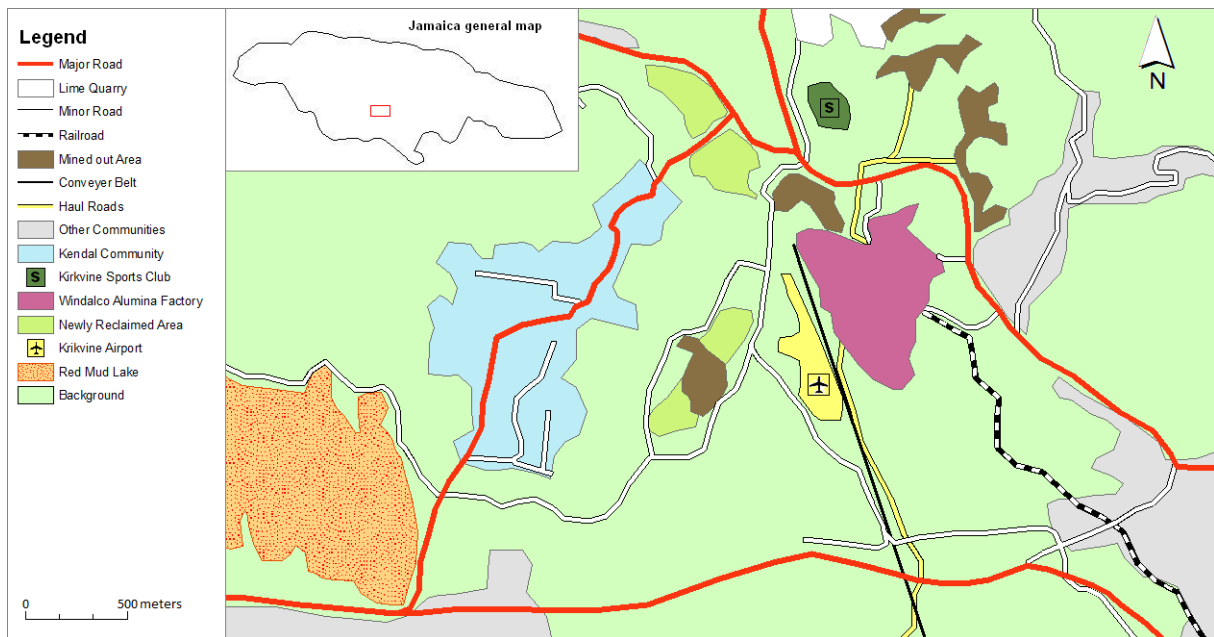 Legend
Major Road
Lime Quarry
Minor Road
Railroad
Mined out Area
Conveyer Belt
Haul Roads
Other Communities
Kendal Community
S Kirkvine Sports Club
Windalco Alumina Factory
Newly Reclaimed Area
Krikvine Airport
Red Mud Lake
Background
0 500 meters
Jamaica general map
S
N